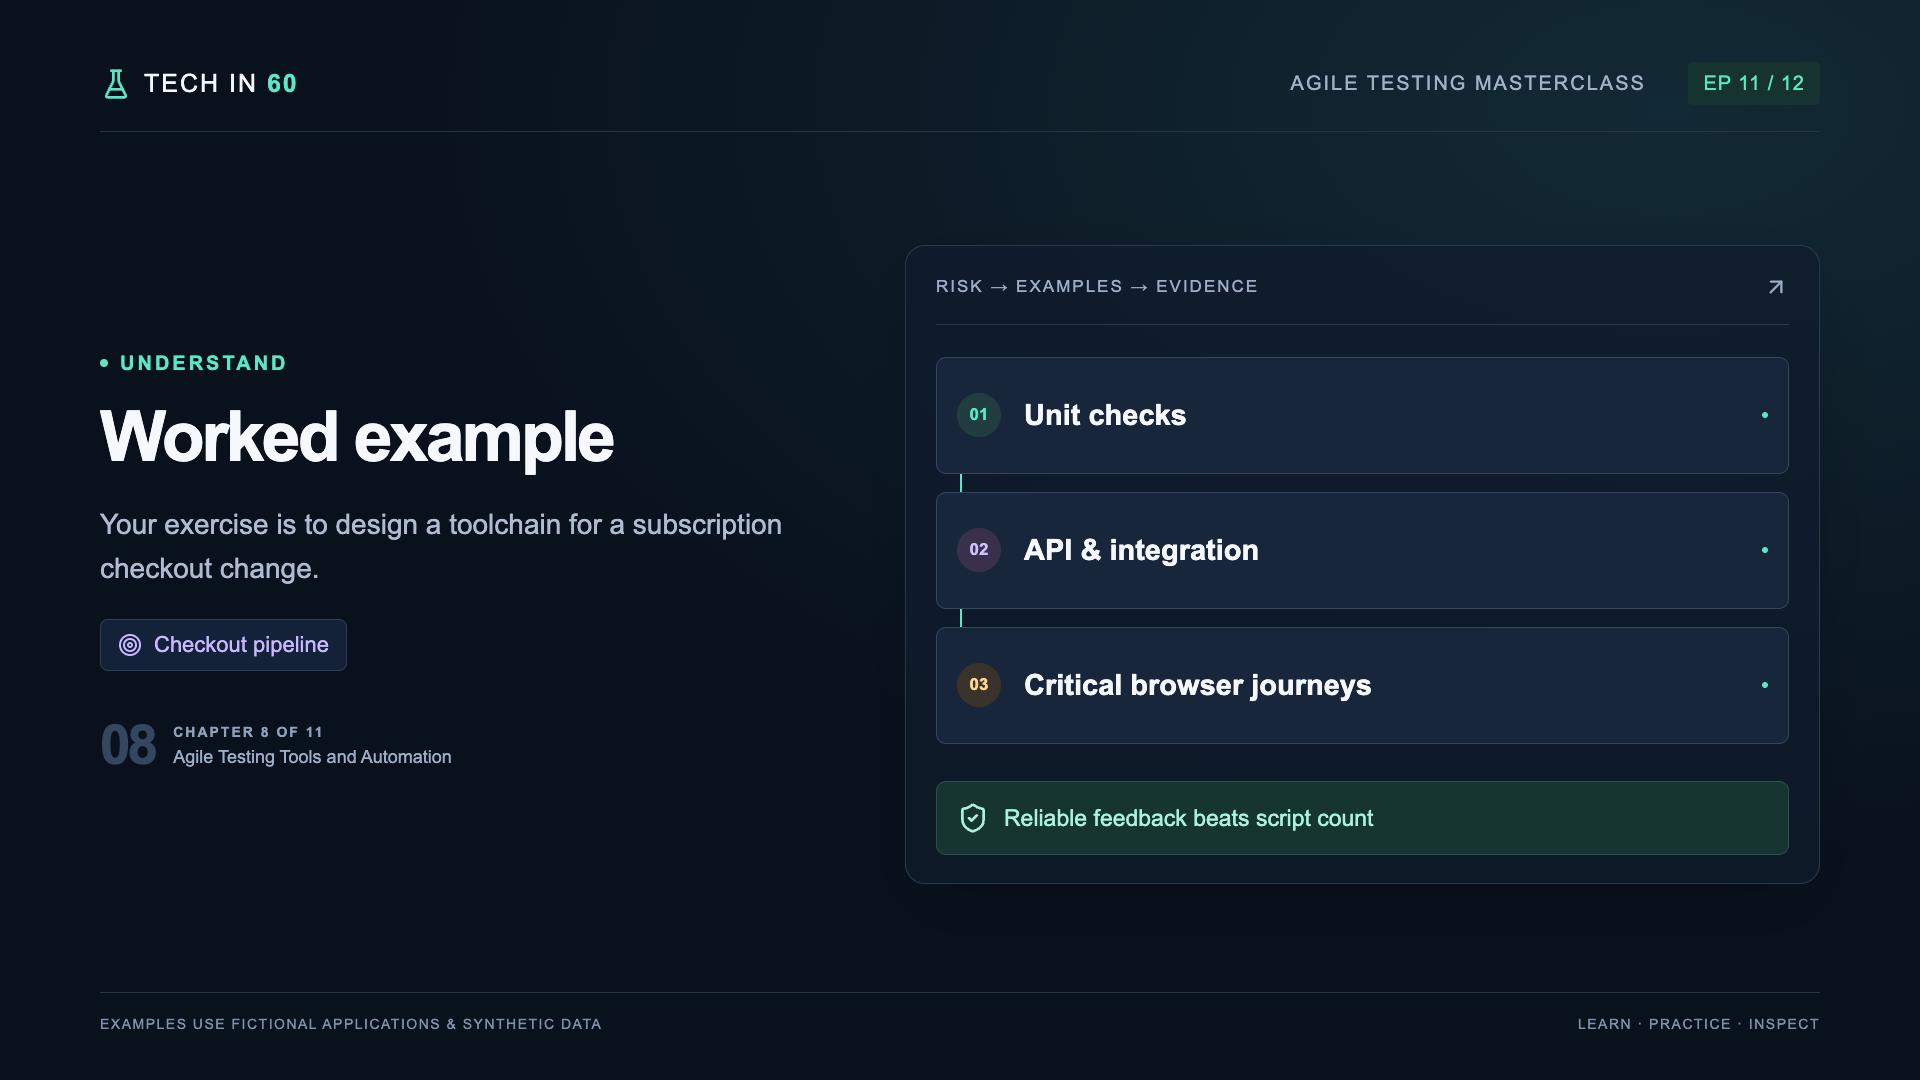 TECH IN 60
AGILE TESTING MASTERCLASS
EP 11 / 12
• UNDERSTAND
Worked example
Your exercise is to design a toolchain for a subscription
checkout change.
Checkout pipeline
08
CHAPTER 8 OF 11
Agile Testing Tools and Automation
RISK → EXAMPLES → EVIDENCE
01
Unit checks
02
API & integration
03
Critical browser journeys
Reliable feedback beats script count
EXAMPLES USE FICTIONAL APPLICATIONS & SYNTHETIC DATA
LEARN · PRACTICE · INSPECT